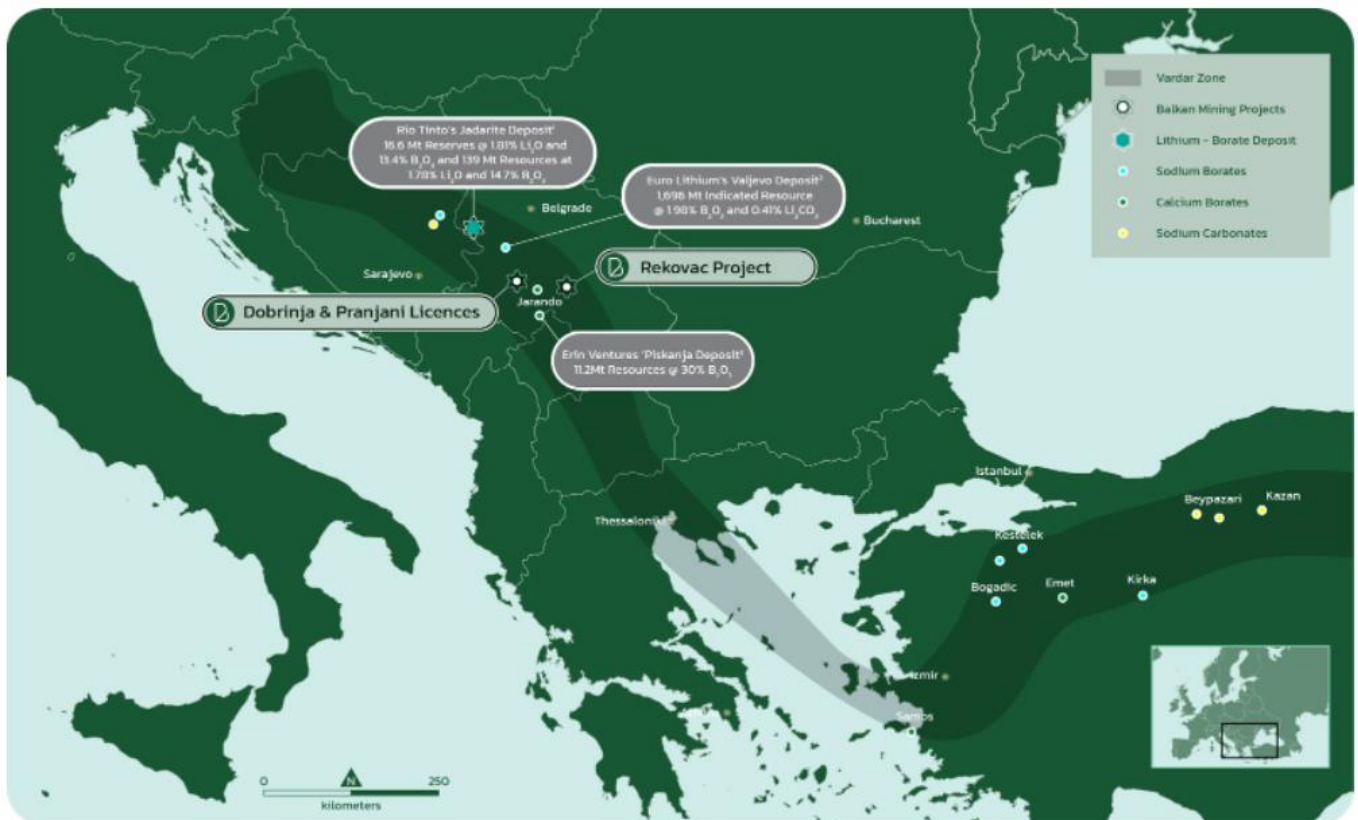 Vardar Zone
Balkan Mining Projects
Lithium - Borate Deposit
Sodium Borates
Calcium Borates
Sodium Carbonates
Rio Tinto's Jadarite Deposit¹
16.6 Mt Reserves @ 1.81% Li₂O and
13.4% B₂O₃ and 139 Mt Resources at
1.78% Li₂O and 14.7% B₂O₃
Euro Lithium's Valjevo Deposit²
1,696 Mt Indicated Resource
@ 1.98% B₂O₃ and 0.41% Li₂CO₃
Belgrade
Bucharest
Sarajevo
Rekovac Project
Dobrinja & Pranjani Licences
Jarando
Erin Ventures 'Piskanja Deposit³
11.2Mt Resources @ 30% B₂O₃
Istanbul
Thessaloniki
Beypazari
Kazan
Kestelek
Bogadic
Emet
Kirka
Izmir
Samos
0
N
250
kilometers